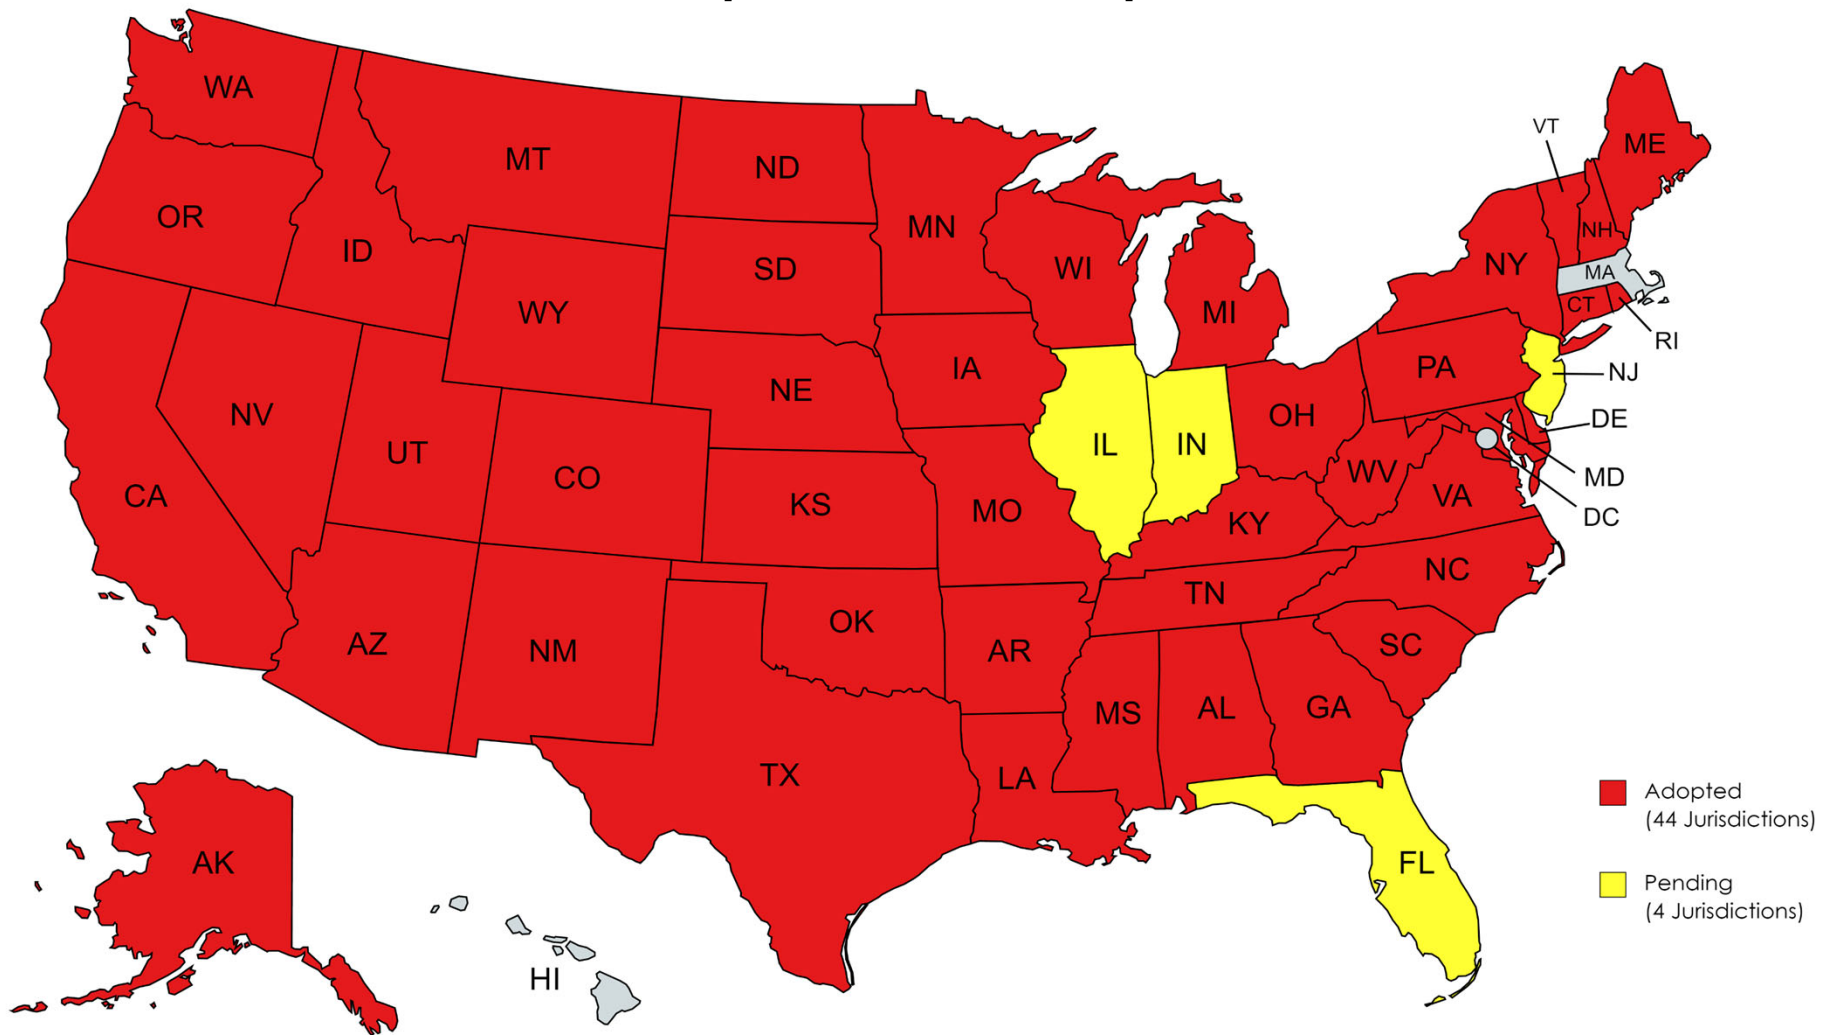 WA
MT
ND
MN
VT
ME
OR
ID
SD
WI
NY
NH
MA
WY
MI
CT
RI
NV
UT
NE
IA
PA
NJ
CA
CO
KS
MO
IL
IN
OH
DE
WV
VA
MD
DC
KY
AZ
NM
OK
AR
TN
NC
SC
TX
LA
MS
AL
GA
Adopted
(44 Jurisdictions)
AK
FL
Pending
(4 Jurisdictions)
HI